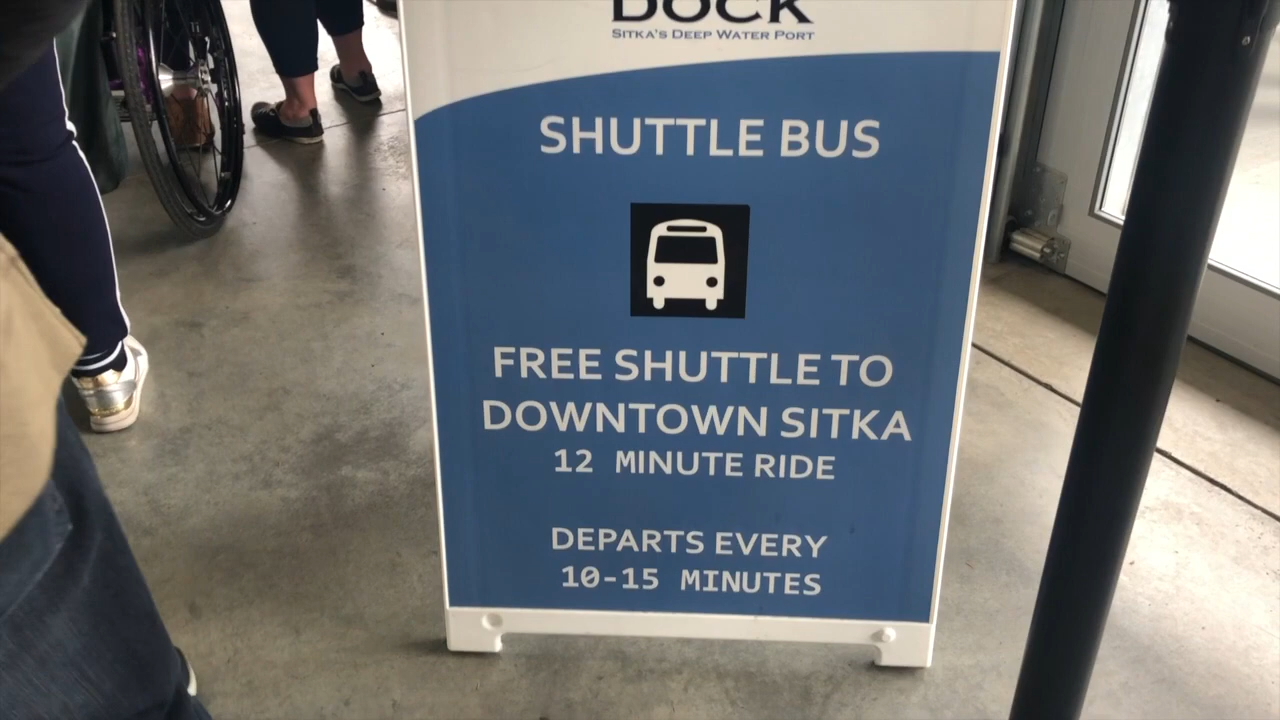 DOCK
SITKA'S DEEP WATER PORT
SHUTTLE BUS
FREE SHUTTLE TO
DOWNTOWN SITKA
12 MINUTE RIDE
DEPARTS EVERY
10-15 MINUTES